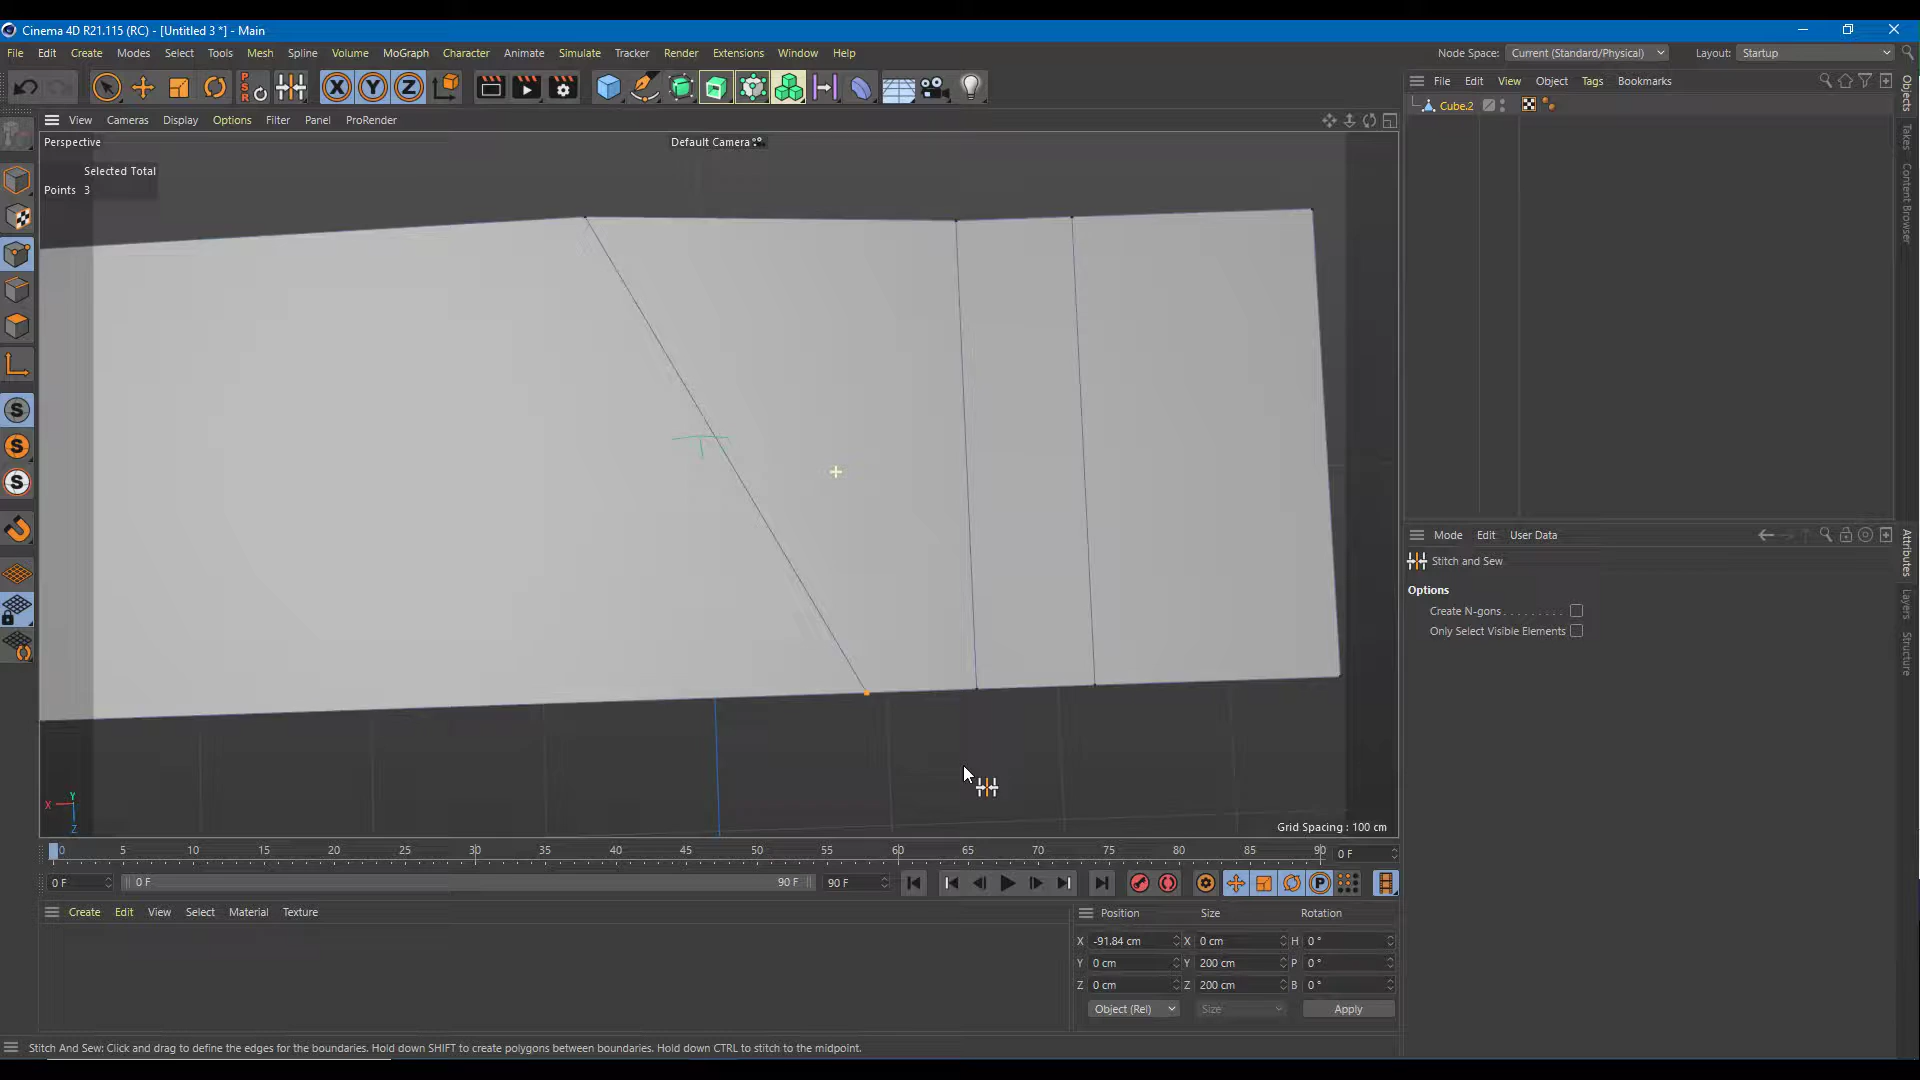 Cinema 4D R21.115 (RC) - [Untitled 3 *] - Main
File Edit Create Modes Select Tools Mesh Spline Volume MoGraph Character Animate Simulate Tracker Render Extensions Window Help
Node Space: Current (Standard/Physical) Layout: Startup
PSR
X Y Z
File Edit View Object Tags Bookmarks
Cube.2
View Cameras Display Options Filter Panel ProRender
Perspective
Default Camera
Selected Total
Points 3
S
S
S
Objects
Takes
Content Browser
Mode Edit User Data
Stitch and Sew
Options
Create N-gons
Only Select Visible Elements
Attributes
Layers
Structure
X Y Z
Grid Spacing : 100 cm
0 5 10 15 20 25 30 35 40 45 50 55 60 65 70 75 80 85 90
0 F
0 F 0 F 90 F 90 F
P
Create Edit View Select Material Texture
Position Size Rotation
X -91.84 cm X 0 cm H 0 °
Y 0 cm Y 200 cm P 0 °
Z 0 cm Z 200 cm B 0 °
Object (Rel) Size Apply
Stitch And Sew: Click and drag to define the edges for the boundaries. Hold down SHIFT to create polygons between boundaries. Hold down CTRL to stitch to the midpoint.